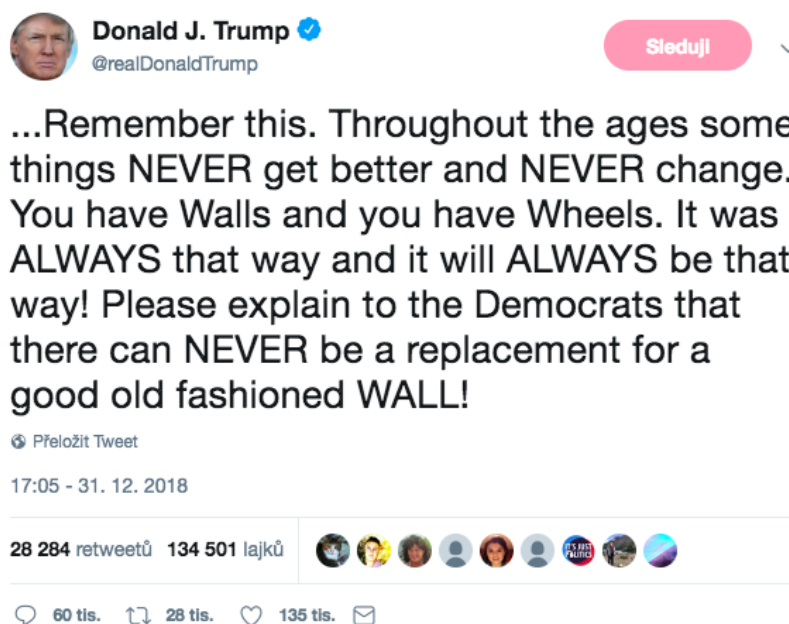 Donald J. Trump
@realDonaldTrump
Sleduji
...Remember this. Throughout the ages some
things NEVER get better and NEVER change.
You have Walls and you have Wheels. It was
ALWAYS that way and it will ALWAYS be that
way! Please explain to the Democrats that
there can NEVER be a replacement for a
good old fashioned WALL!
Přeložit Tweet
17:05 - 31. 12. 2018
28 284 retweetů 134 501 lajků
IT'S JUST
POLITICS
60 tis. 28 tis. 135 tis.